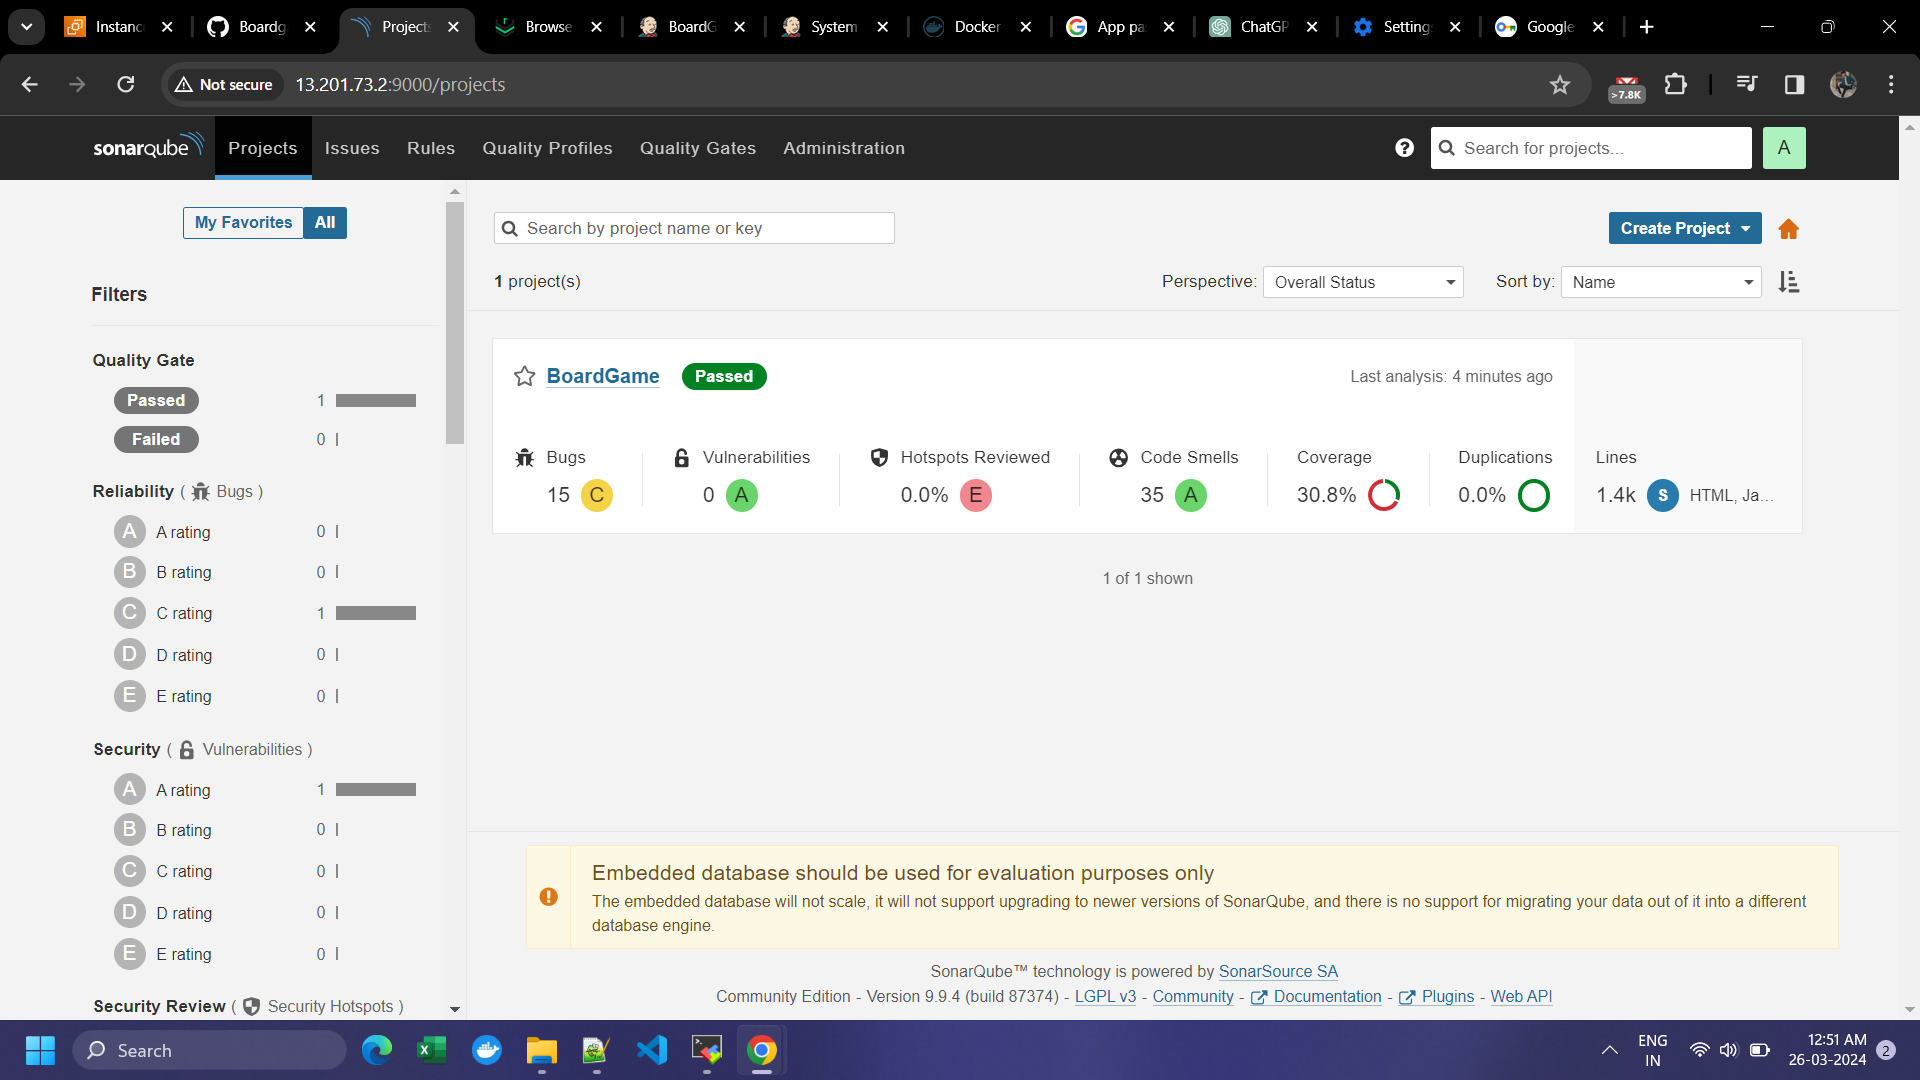 Instanc
Boardg
Projects
Browse
BoardG
System
Docker
App pa
ChatGP
Setting
Google
Not secure
13.201.73.2:9000/projects
>7.8K
sonarqube
Projects
Issues
Rules
Quality Profiles
Quality Gates
Administration
Search for projects...
A
My Favorites
All
Search by project name or key
Create Project
1 project(s)
Perspective:
Overall Status
Sort by:
Name
Filters
Quality Gate
Passed 1
Failed 0
Reliability ( Bugs )
A A rating 0
B B rating 0
C C rating 1
D D rating 0
E E rating 0
Security ( Vulnerabilities )
A A rating 1
B B rating 0
C C rating 0
D D rating 0
E E rating 0
Security Review ( Security Hotspots )
BoardGame
Passed
Last analysis: 4 minutes ago
Bugs
15 C
Vulnerabilities
0 A
Hotspots Reviewed
0.0% E
Code Smells
35 A
Coverage
30.8%
Duplications
0.0%
Lines
1.4k S HTML, Ja...
1 of 1 shown
Embedded database should be used for evaluation purposes only
The embedded database will not scale, it will not support upgrading to newer versions of SonarQube, and there is no support for migrating your data out of it into a different
database engine.
SonarQube™ technology is powered by SonarSource SA
Community Edition - Version 9.9.4 (build 87374) - LGPL v3 - Community - Documentation - Plugins - Web API
Search
ENG
IN
12:51 AM
26-03-2024
2